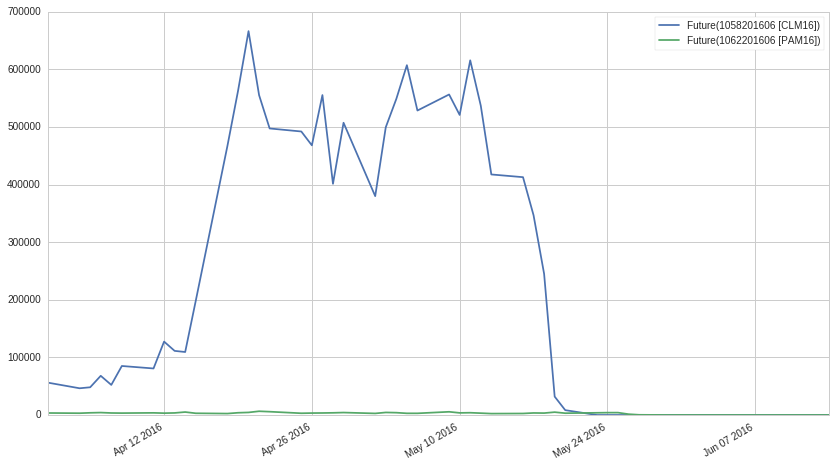 700000
600000
500000
400000
300000
200000
100000
0
Future(1058201606 [CLM16])
Future(1062201606 [PAM16])
Apr 12 2016
Apr 26 2016
May 10 2016
May 24 2016
Jun 07 2016